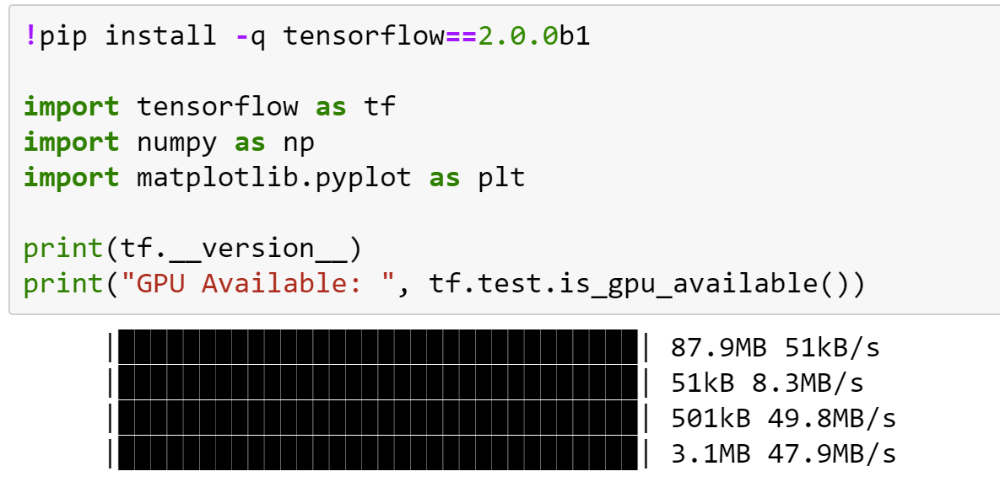 !pip install -q tensorflow==2.0.0b1
import tensorflow as tf
import numpy as np
import matplotlib.pyplot as plt
print(tf.__version__)
print("GPU Available: ", tf.test.is_gpu_available())
|████████████████████████████████| 87.9MB 51kB/s
|████████████████████████████████| 51kB 8.3MB/s
|████████████████████████████████| 501kB 49.8MB/s
|████████████████████████████████| 3.1MB 47.9MB/s